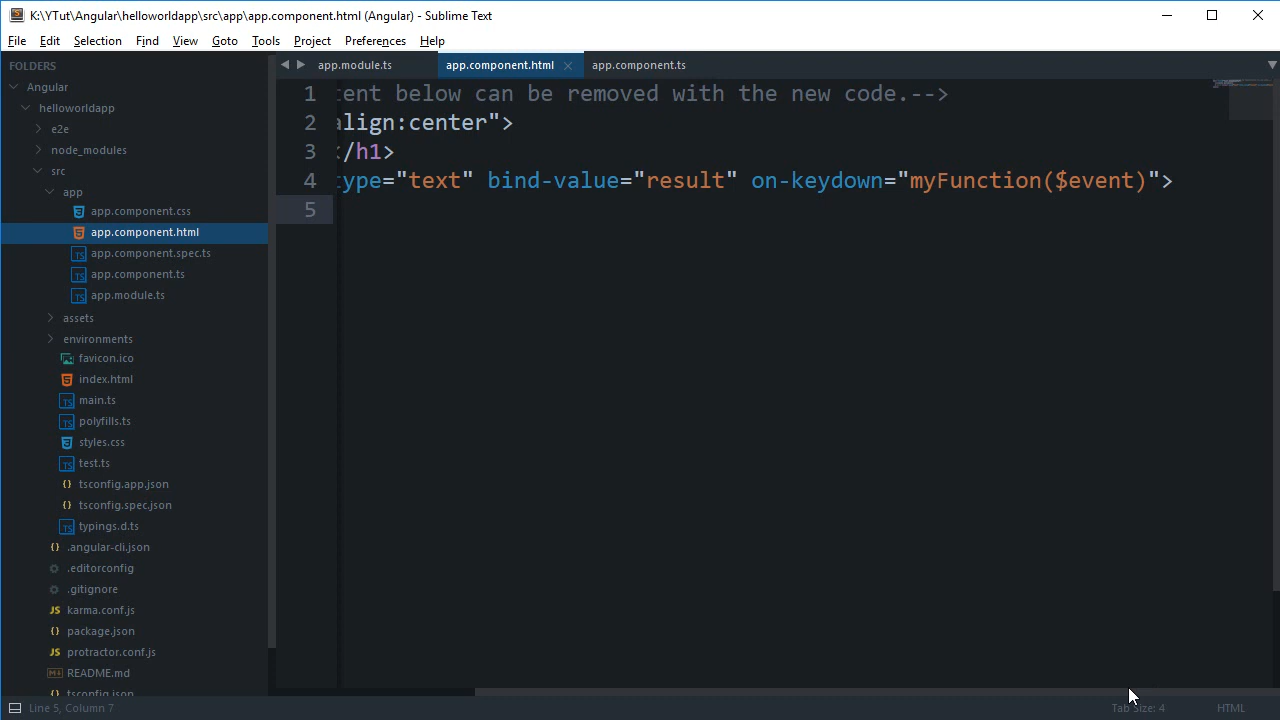 K:\YTut\Angular\helloworldapp\src\app\app.component.html (Angular) - Sublime Text
File Edit Selection Find View Goto Tools Project Preferences Help
FOLDERS
Angular
helloworldapp
e2e
node_modules
src
app
app.component.css
app.component.html
app.component.spec.ts
app.component.ts
app.module.ts
assets
environments
favicon.ico
index.html
main.ts
polyfills.ts
styles.css
test.ts
tsconfig.app.json
tsconfig.spec.json
typings.d.ts
.angular-cli.json
.editorconfig
.gitignore
karma.conf.js
package.json
protractor.conf.js
README.md
tsconfig.json
app.module.ts app.component.html app.component.ts
1 tent below can be removed with the new code.-->
2 align:center">
3 </h1>
4 type="text" bind-value="result" on-keydown="myFunction($event)">
5
Line 5, Column 7 Tab Size: 4 HTML